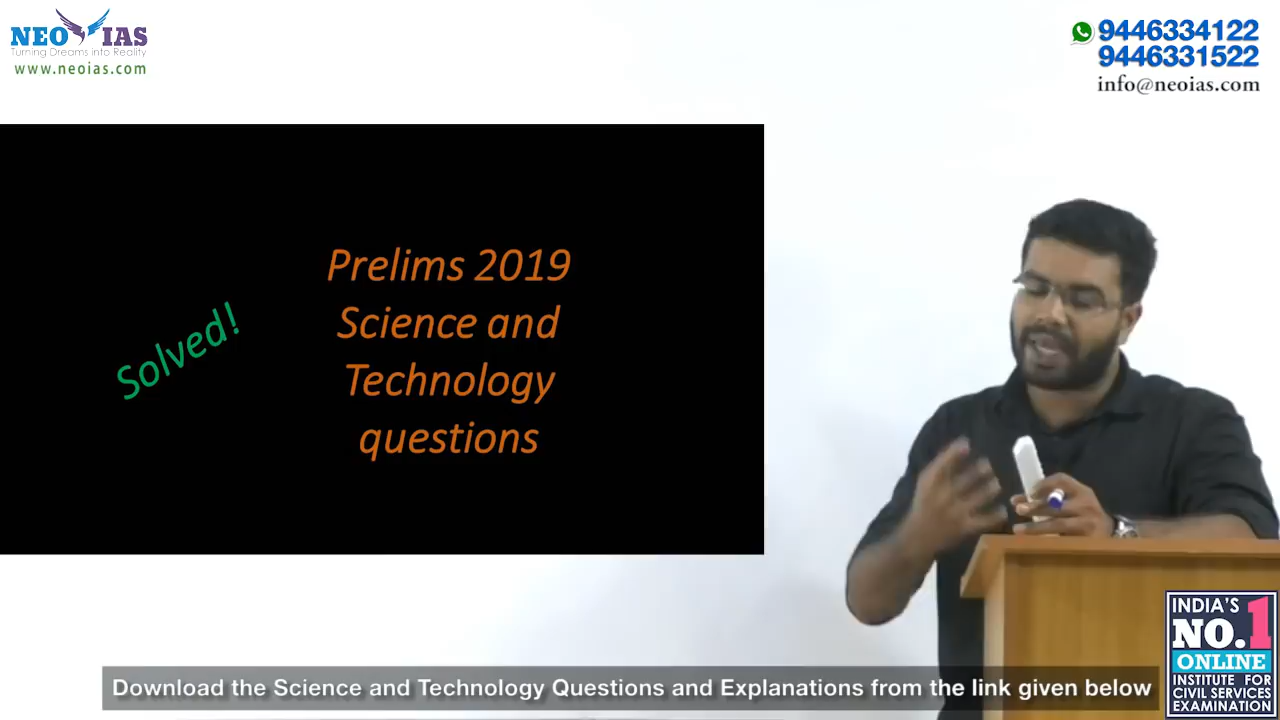 NEO IAS
Turning Dreams into Reality
www.neoias.com
9446334122
9446331522
info@neoias.com
Solved!
Prelims 2019
Science and
Technology
questions
INDIA'S
NO.1
ONLINE
INSTITUTE FOR
CIVIL SERVICES
EXAMINATION
Download the Science and Technology Questions and Explanations from the link given below